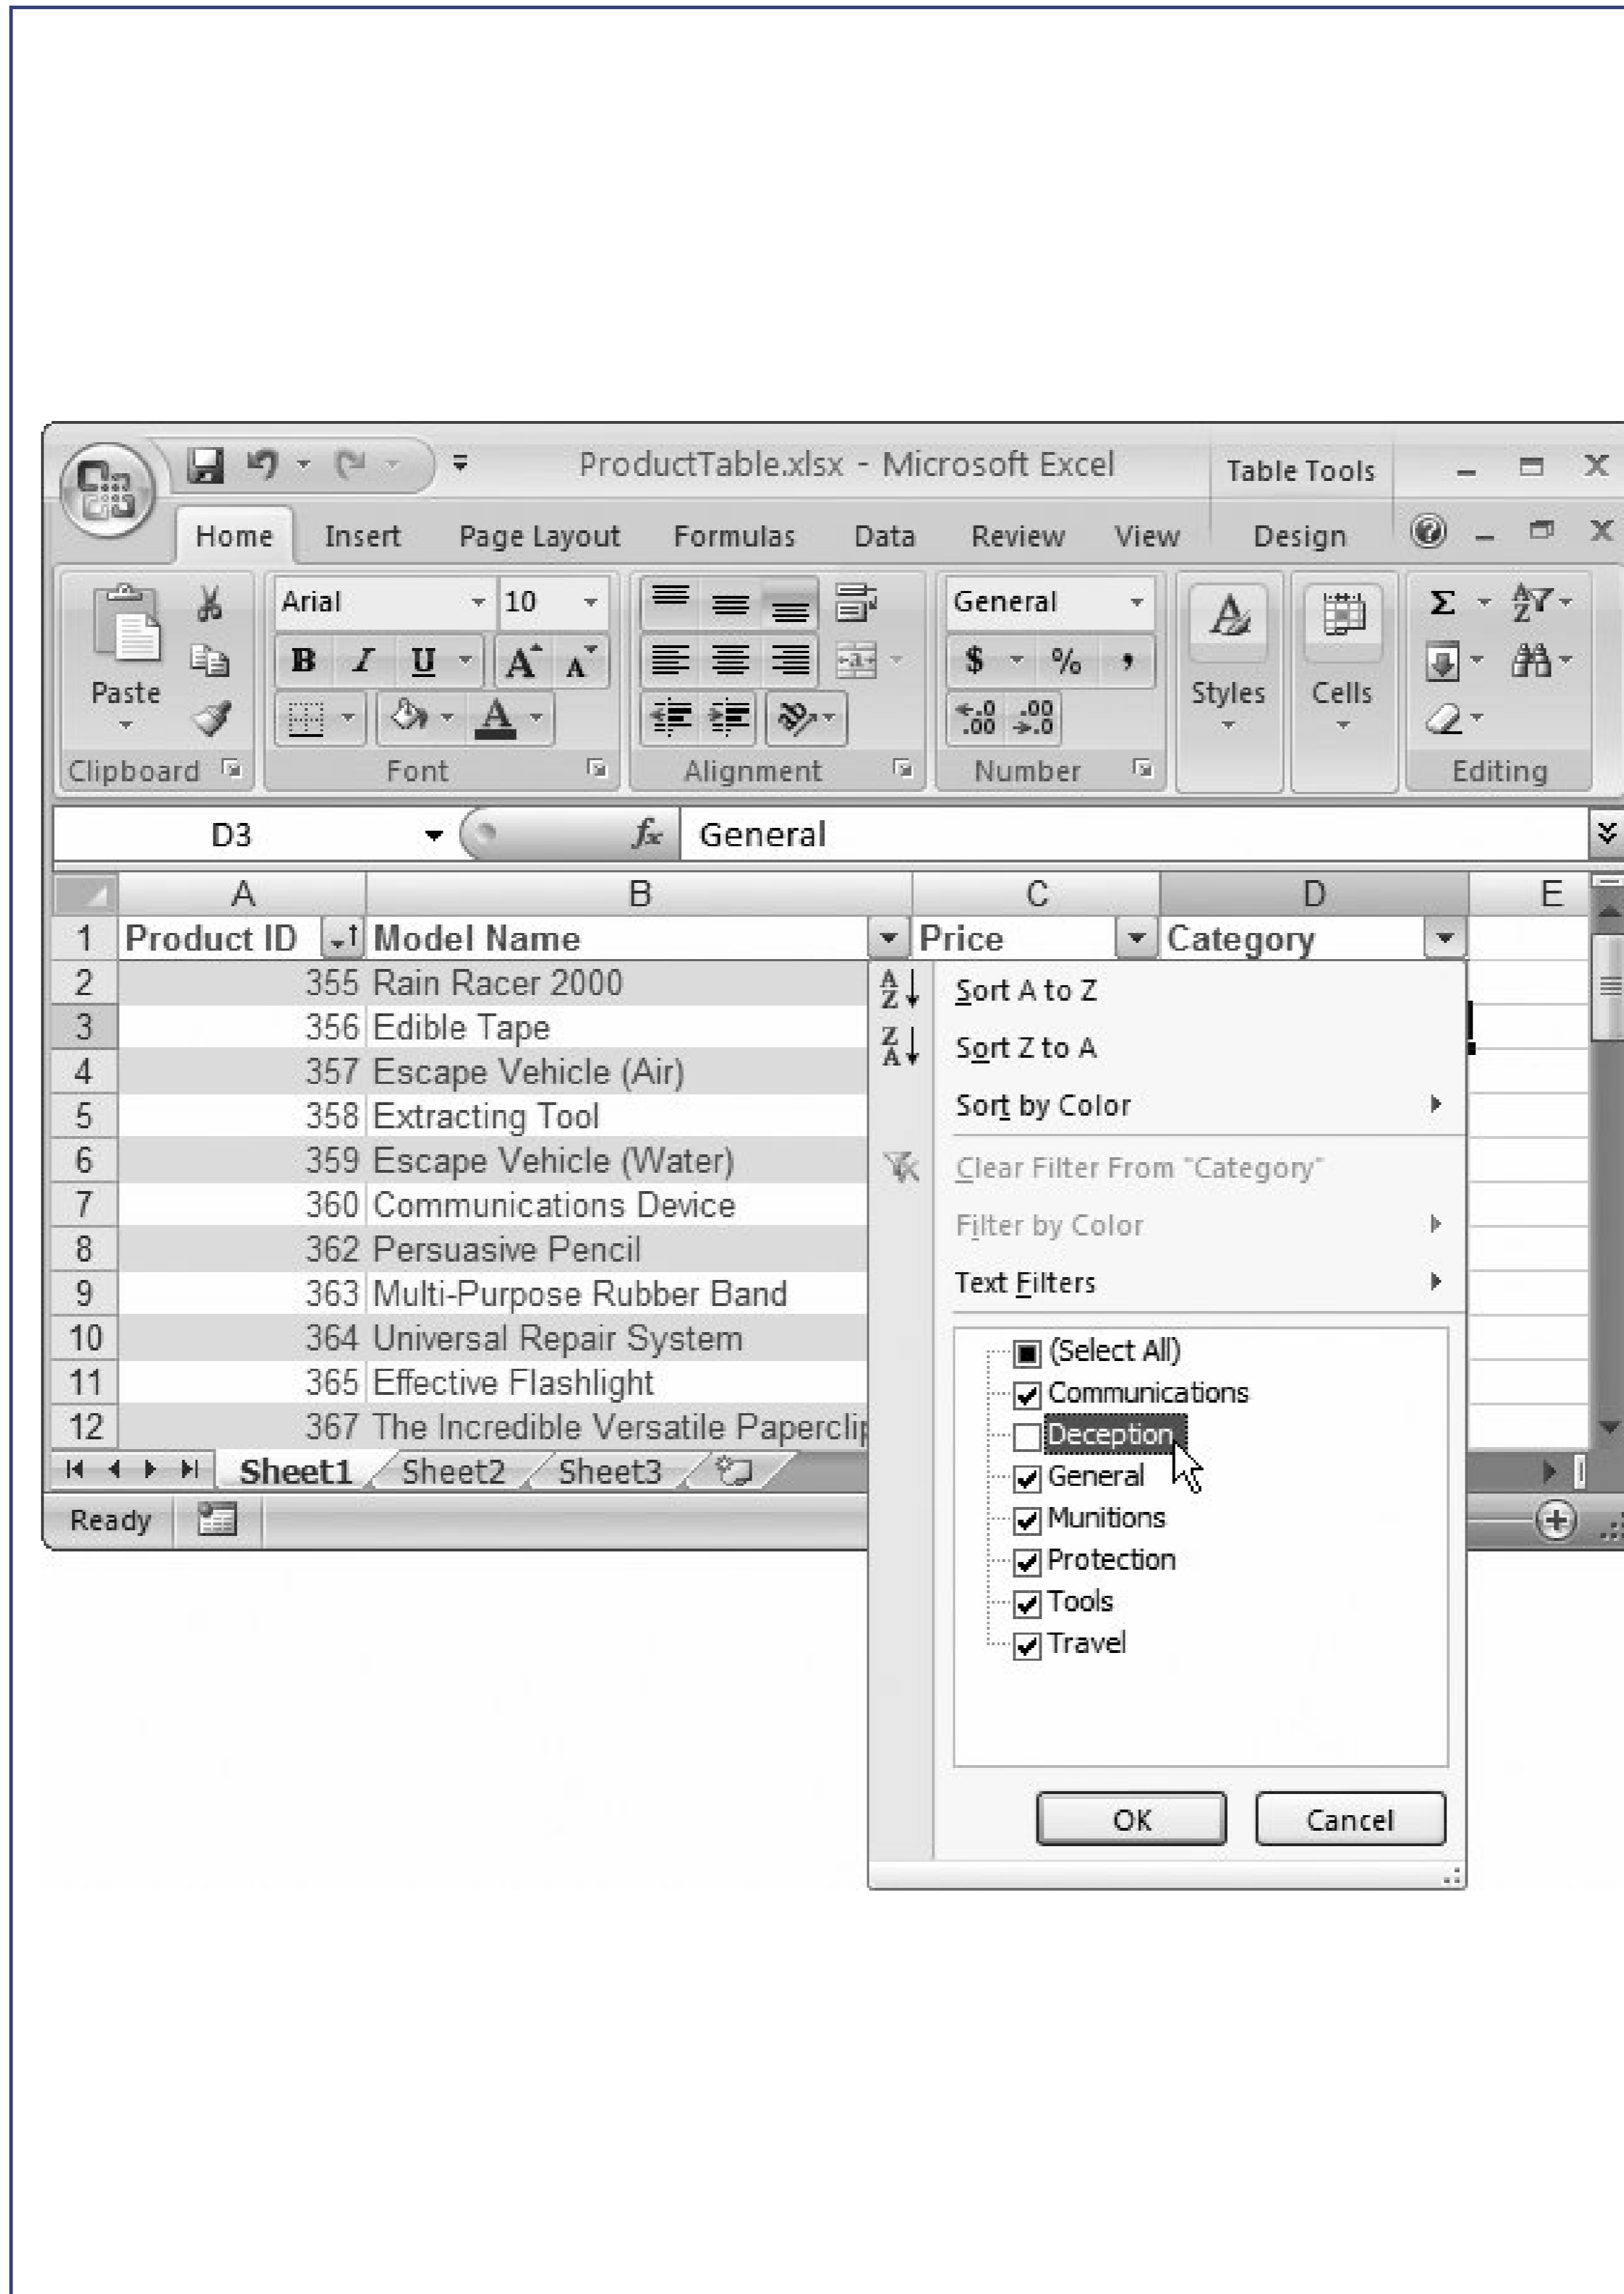 ProductTable.xlsx - Microsoft Excel
Table Tools
Home Insert Page Layout Formulas Data Review View Design
Arial 10 General
B I U A A $ % ,
Paste A .0 .00 .00 .0 Styles Cells
Clipboard Font Alignment Number Editing
D3 fx General
A B C D E
1 Product ID Model Name Price Category
2 355 Rain Racer 2000
3 356 Edible Tape
4 357 Escape Vehicle (Air)
5 358 Extracting Tool
6 359 Escape Vehicle (Water)
7 360 Communications Device
8 362 Persuasive Pencil
9 363 Multi-Purpose Rubber Band
10 364 Universal Repair System
11 365 Effective Flashlight
12 367 The Incredible Versatile Paperclip
Sheet1 Sheet2 Sheet3
Ready
Sort A to Z
Sort Z to A
Sort by Color
Clear Filter From "Category"
Filter by Color
Text Filters
(Select All)
Communications
Deception
General
Munitions
Protection
Tools
Travel
OK Cancel